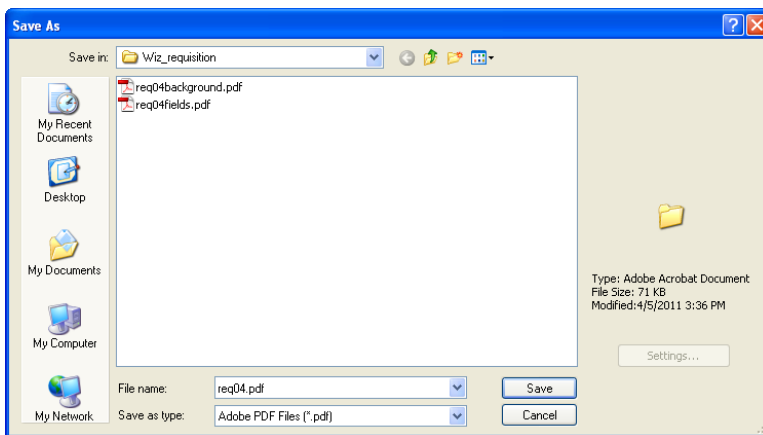 Save As
Save in:
Wiz_requisition
req04background.pdf
req04fields.pdf
My Recent
Documents
Desktop
My Documents
My Computer
My Network
Type: Adobe Acrobat Document
File Size: 71 KB
Modified:4/5/2011 3:36 PM
Settings...
File name:
req04.pdf
Save
Save as type:
Adobe PDF Files (*.pdf)
Cancel